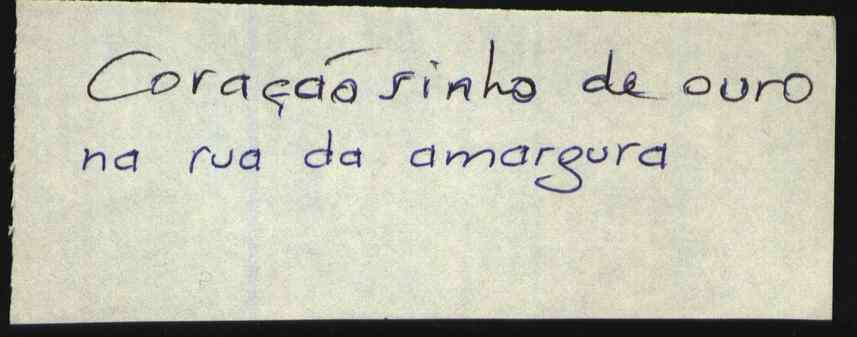 Coraçãosinho de ouro
na rua da amargura